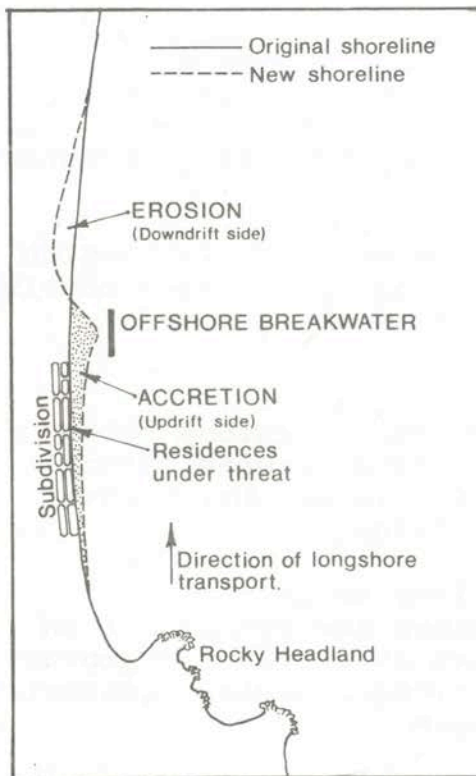 Original shoreline
New shoreline
EROSION
(Downdrift side)
OFFSHORE BREAKWATER
ACCRETION
(Updrift side)
Residences
under threat
Subdivision
Direction of longshore
transport.
Rocky Headland